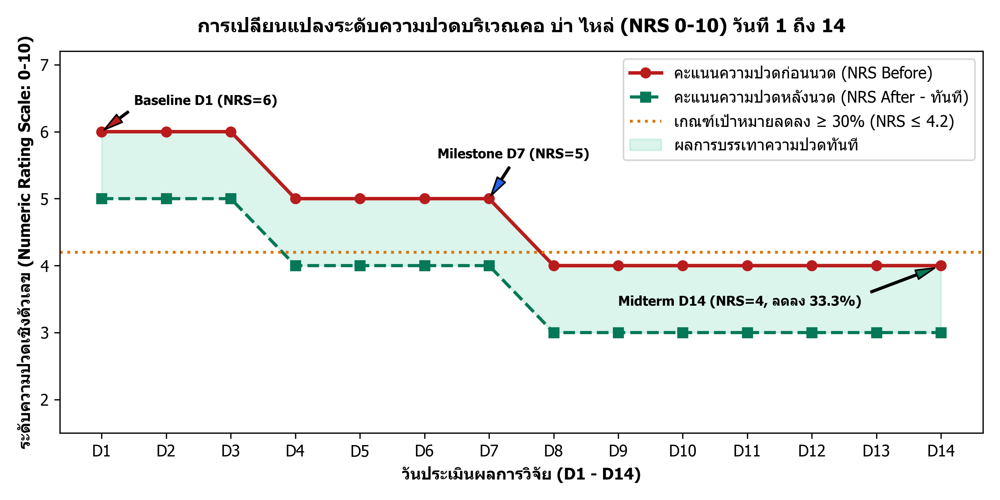 การเปลี่ยนแปลงระดับความปวดบริเวณคอ บ่า ไหล่ (NRS 0-10) วันที่ 1 ถึง 14
ระดับความปวดเชิงตัวเลข (Numeric Rating Scale: 0-10)
7
6
5
4
3
2
คะแนนความปวดก่อนนวด (NRS Before)
คะแนนความปวดหลังนวด (NRS After - ทันที)
เกณฑ์เป้าหมายลดลง ≥ 30% (NRS ≤ 4.2)
ผลการบรรเทาความปวดทันที
Baseline D1 (NRS=6)
Milestone D7 (NRS=5)
Midterm D14 (NRS=4, ลดลง 33.3%)
D1 D2 D3 D4 D5 D6 D7 D8 D9 D10 D11 D12 D13 D14
วันประเมินผลการวิจัย (D1 - D14)